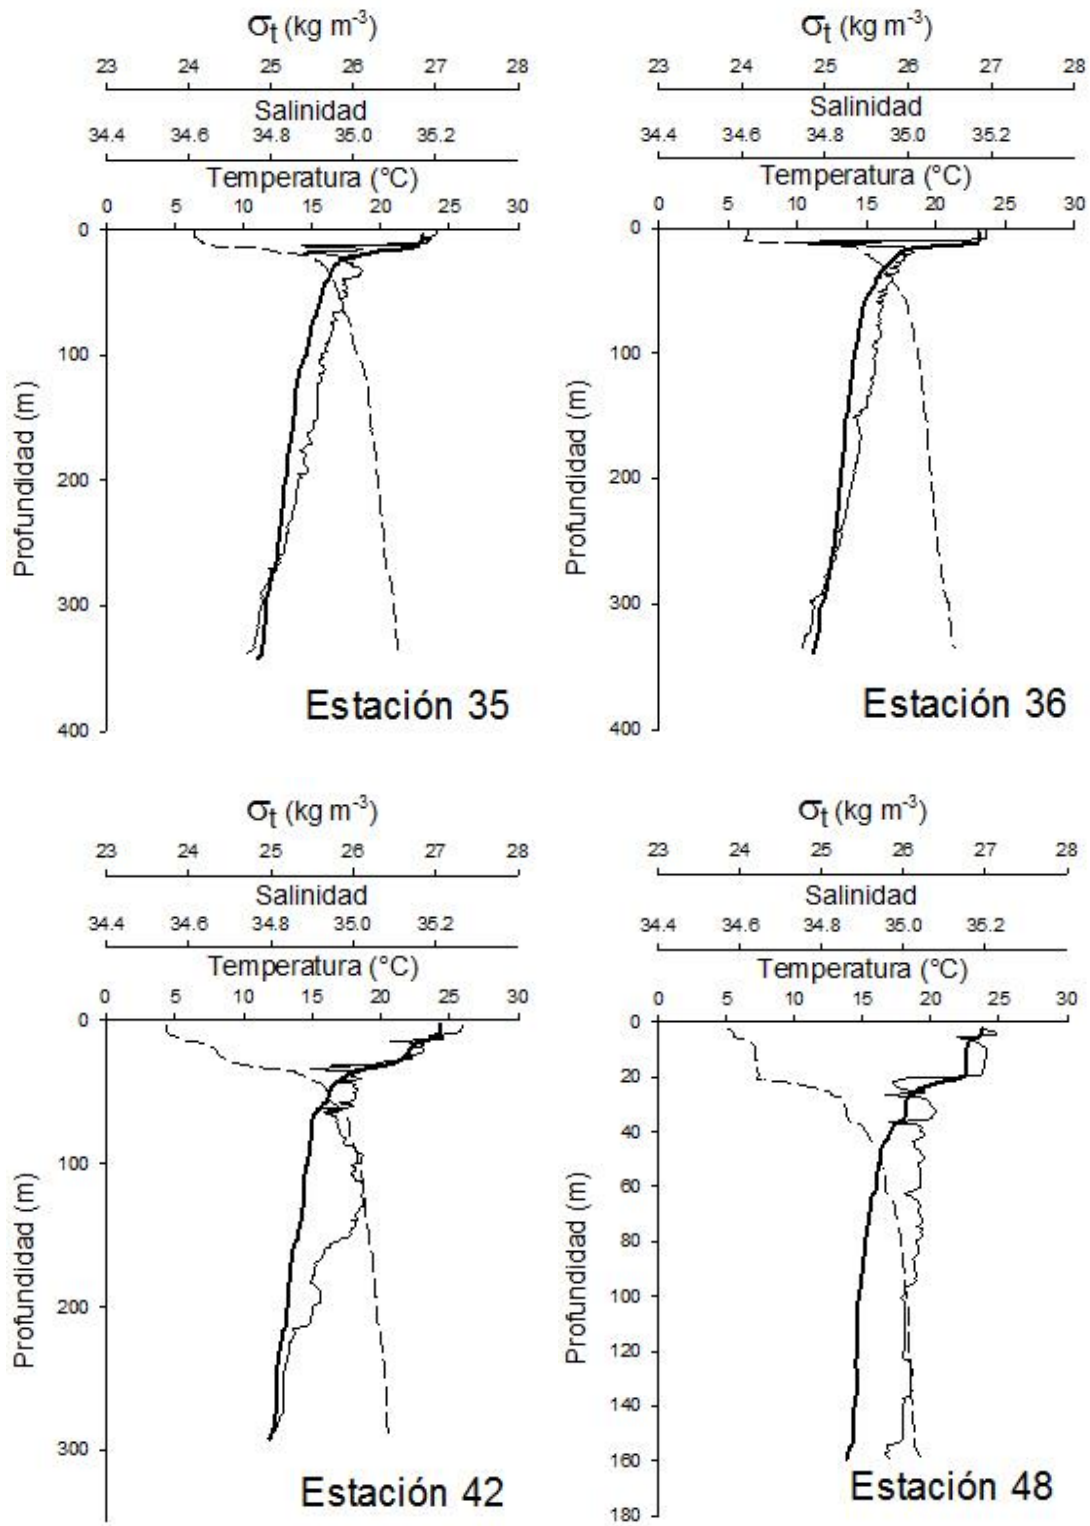 σt (kg m-3)
23 24 25 26 27 28
Salinidad
34.4 34.6 34.8 35.0 35.2
Temperatura (°C)
0 5 10 15 20 25 30
0
100
200
300
400
Profundidad (m)
Estación 35
σt (kg m-3)
23 24 25 26 27 28
Salinidad
34.4 34.6 34.8 35.0 35.2
Temperatura (°C)
0 5 10 15 20 25 30
0
100
200
300
400
Profundidad (m)
Estación 36
σt (kg m-3)
23 24 25 26 27 28
Salinidad
34.4 34.6 34.8 35.0 35.2
Temperatura (°C)
0 5 10 15 20 25 30
0
100
200
300
Profundidad (m)
Estación 42
σt (kg m-3)
23 24 25 26 27 28
Salinidad
34.4 34.6 34.8 35.0 35.2
Temperatura (°C)
0 5 10 15 20 25 30
0
20
40
60
80
100
120
140
160
180
Profundidad (m)
Estación 48